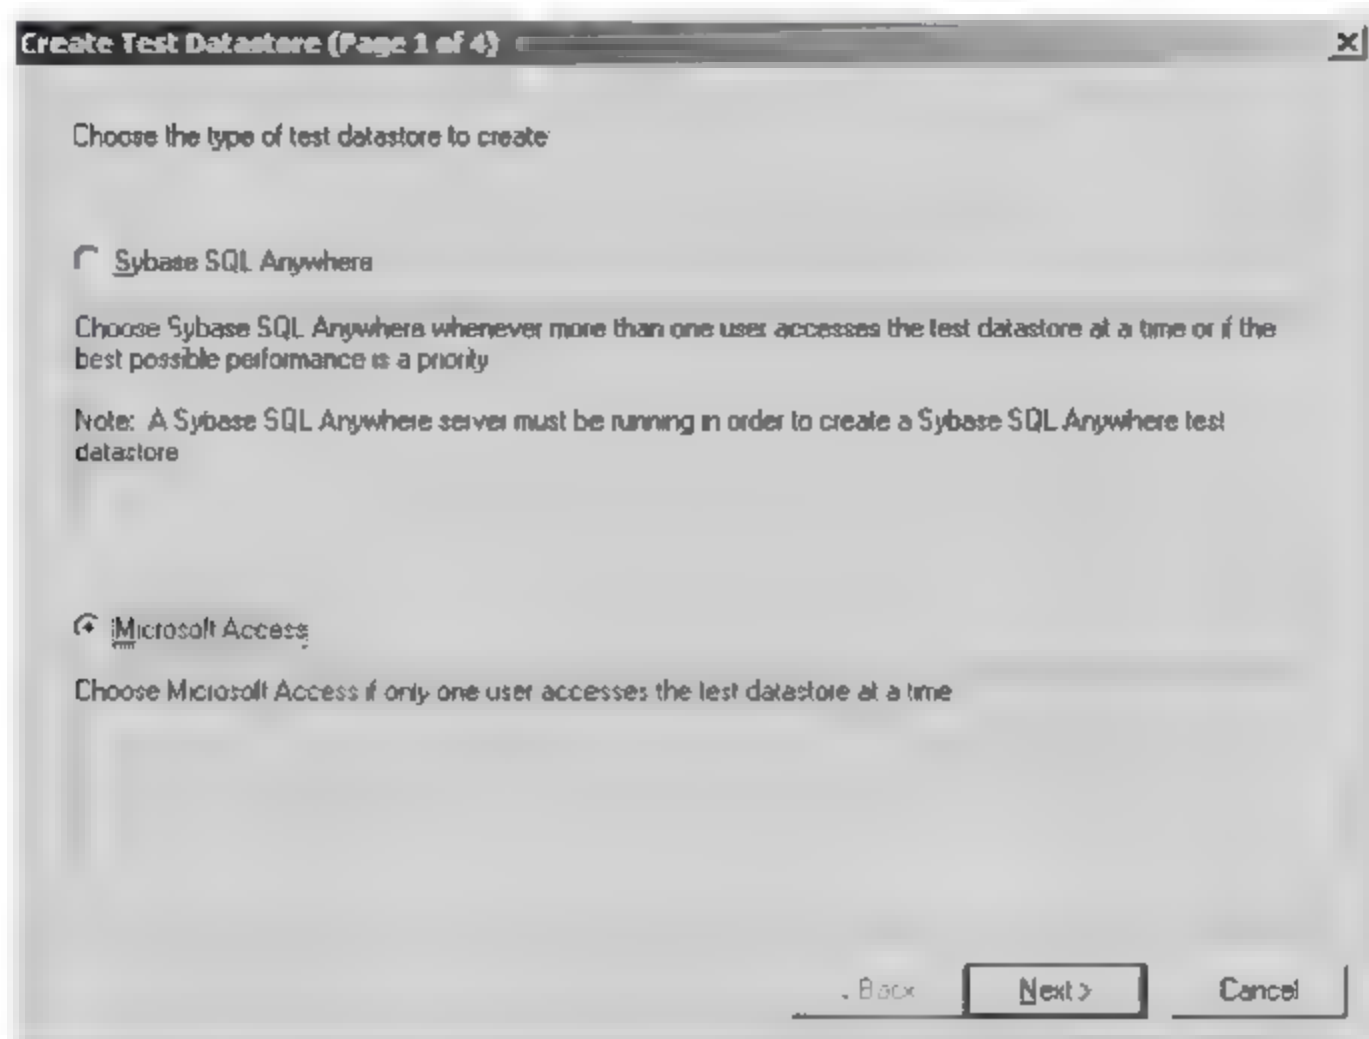 Create Test Datastore (Page 1 of 4)
Choose the type of test datastore to create
Sybase SQL Anywhere
Choose Sybase SQL Anywhere whenever more than one user accesses the test datastore at a time or if the
best possible performance is a priority
Note: A Sybase SQL Anywhere server must be running in order to create a Sybase SQL Anywhere test
datastore
Microsoft Access
Choose Microsoft Access if only one user accesses the test datastore at a time
Back
Next >
Cancel